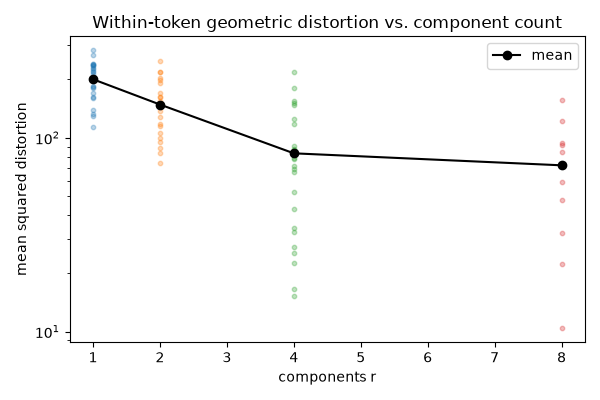 Within-token geometric distortion vs. component count
mean
mean squared distortion
10²
10¹
1 2 3 4 5 6 7 8
components r